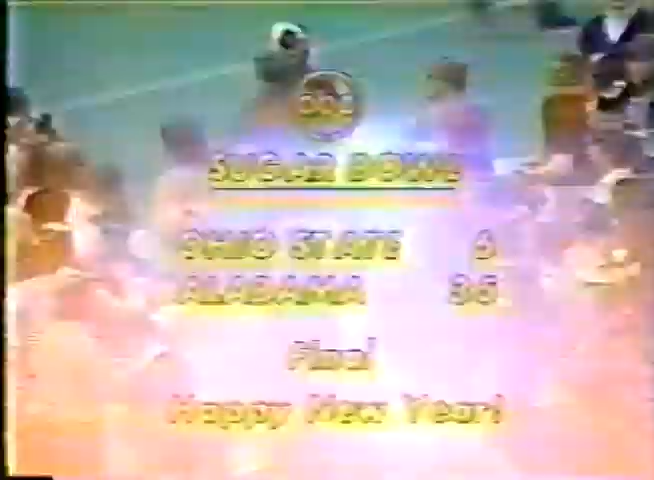 abc
SUGAR BOWL
OHIO STATE 6
ALABAMA 35
Final
Happy New Year!